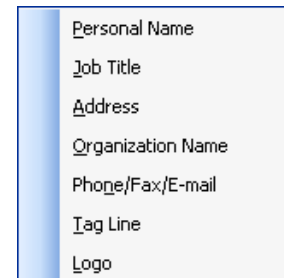 Personal Name
Job Title
Address
Organization Name
Phone/Fax/E-mail
Tag Line
Logo